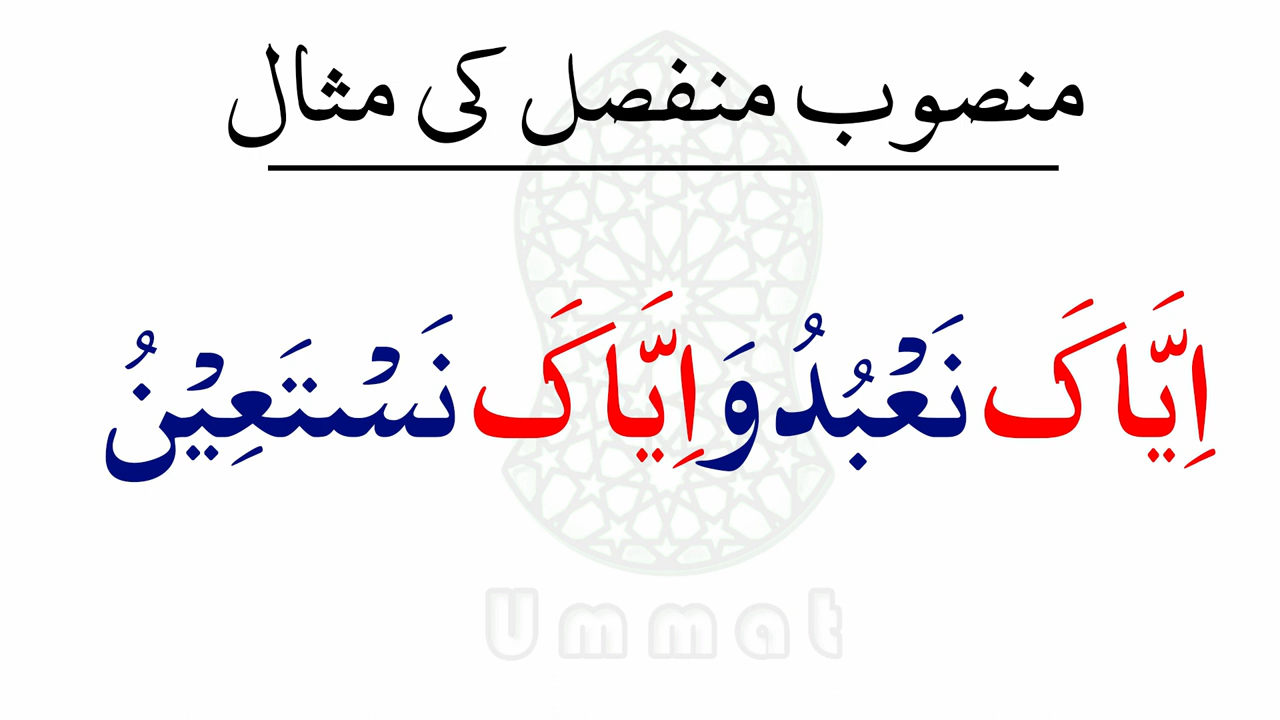 منصوب منفصل کی مثال
اِیَّاکَ نَعْبُدُ وَ اِیَّاکَ نَسْتَعِیْنُ
Ummat